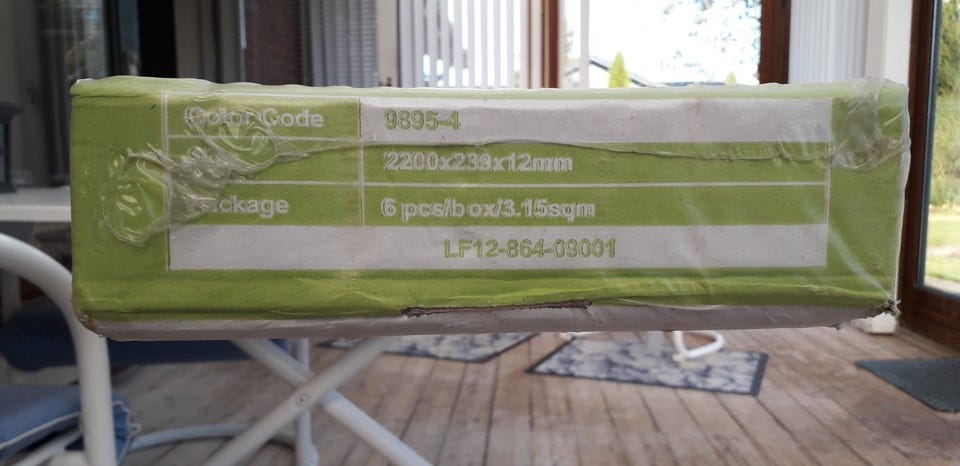 Color Code 9895-4
2200x239x12mm
Package 6 pcs/box/3.15sqm
LF12-864-09001